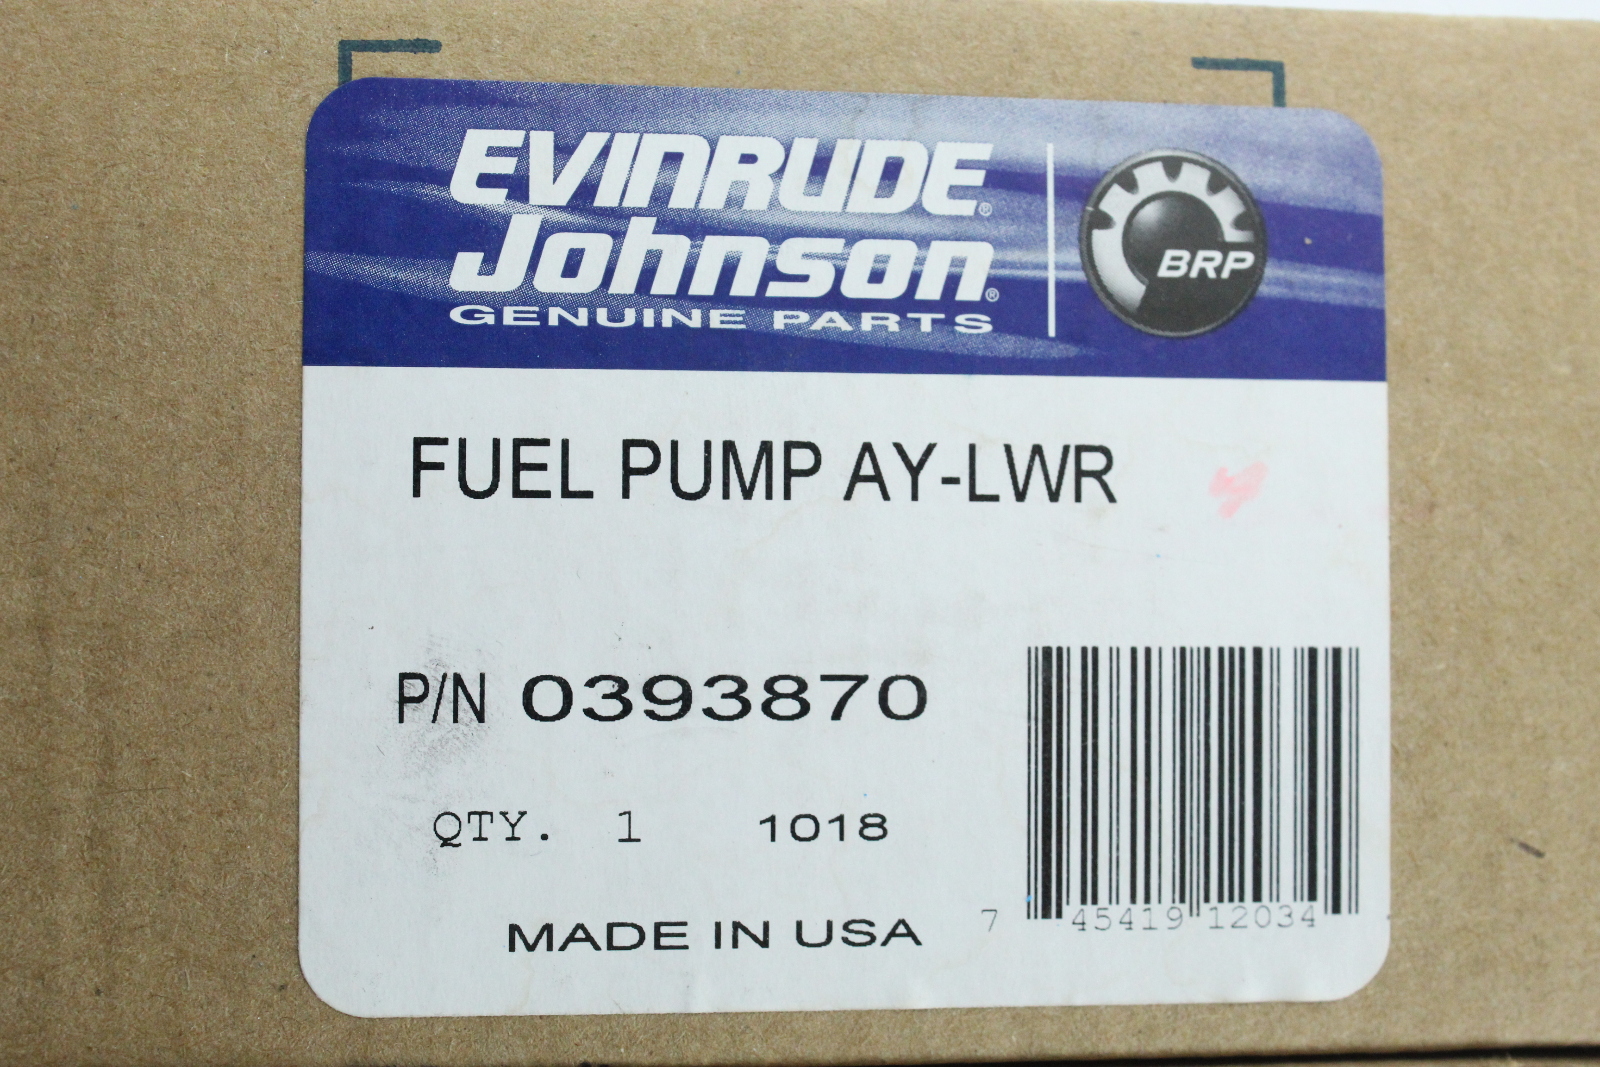 EVINRUDE®
Johnson®
GENUINE PARTS
BRP
FUEL PUMP AY-LWR
P/N 0393870
QTY. 1 1018
MADE IN USA
7 45419 12034